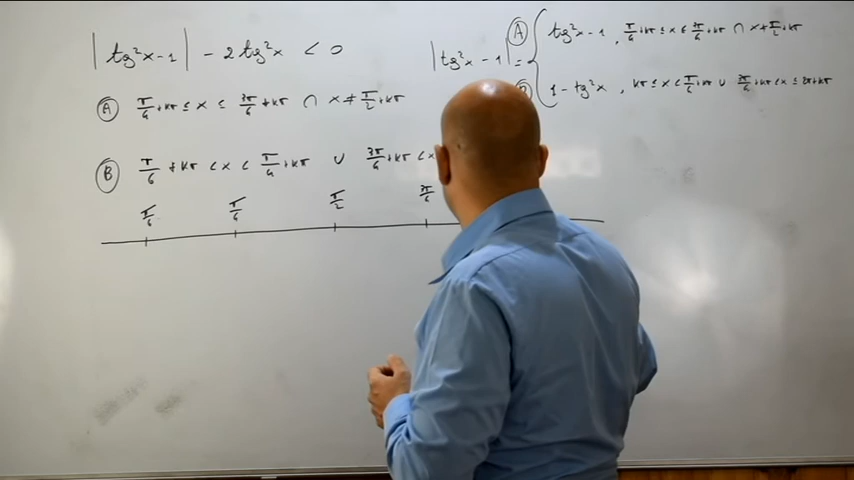 |tg²x-1| - 2tg²x < 0
|tg²x-1| =
A tg²x-1 , π/4+kπ ≤ x ≤ 3π/4+kπ ∩ x≠π/2+kπ
1-tg²x , kπ ≤ x < π/4+kπ ∪ 3π/4+kπ < x ≤ π+kπ
A π/4+kπ ≤ x ≤ 3π/4+kπ ∩ x≠π/2+kπ
B π/6+kπ < x < π/4+kπ ∪ 3π/4+kπ <
π/6 π/4 π/2 3π/4